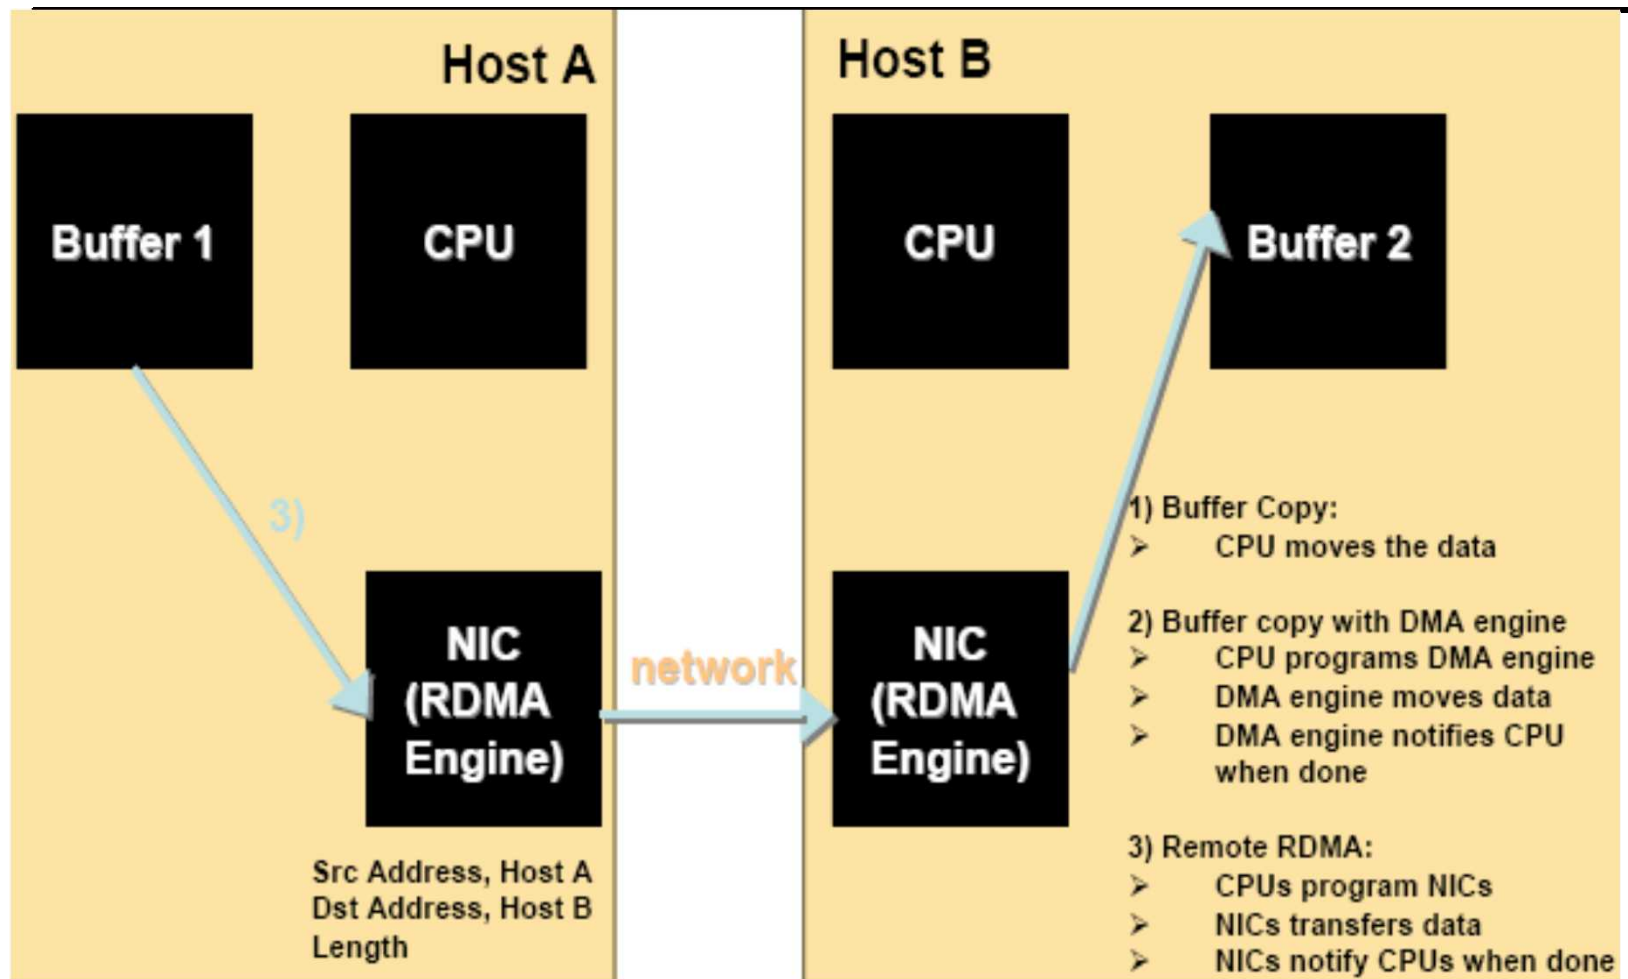 Host A
Host B
Buffer 1
CPU
CPU
Buffer 2
3)
NIC
(RDMA
Engine)
network
NIC
(RDMA
Engine)
Src Address, Host A
Dst Address, Host B
Length
1) Buffer Copy:
➢ CPU moves the data
2) Buffer copy with DMA engine
➢ CPU programs DMA engine
➢ DMA engine moves data
➢ DMA engine notifies CPU
when done
3) Remote RDMA:
➢ CPUs program NICs
➢ NICs transfers data
➢ NICs notify CPUs when done